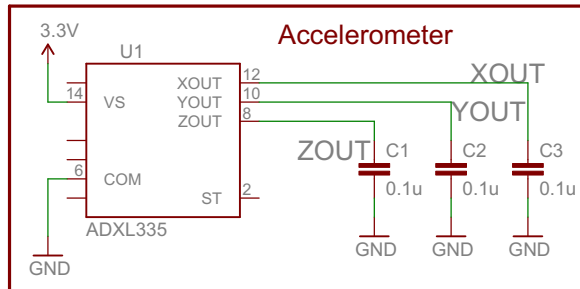 Accelerometer
3.3V
U1
XOUT 12
14 VS YOUT 10
ZOUT 8
XOUT
YOUT
ZOUT
C1 C2 C3
0.1u 0.1u 0.1u
6 COM
ST 2
ADXL335
GND GND GND GND